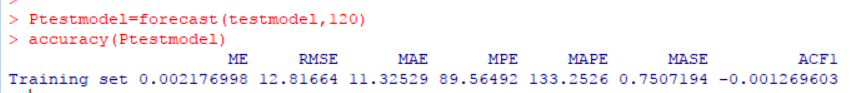 > Ptestmodel=forecast(testmodel,120)
> accuracy(Ptestmodel)
ME RMSE MAE MPE MAPE MASE ACF1
Training set 0.002176998 12.81664 11.32529 89.56492 133.2526 0.7507194 -0.001269603